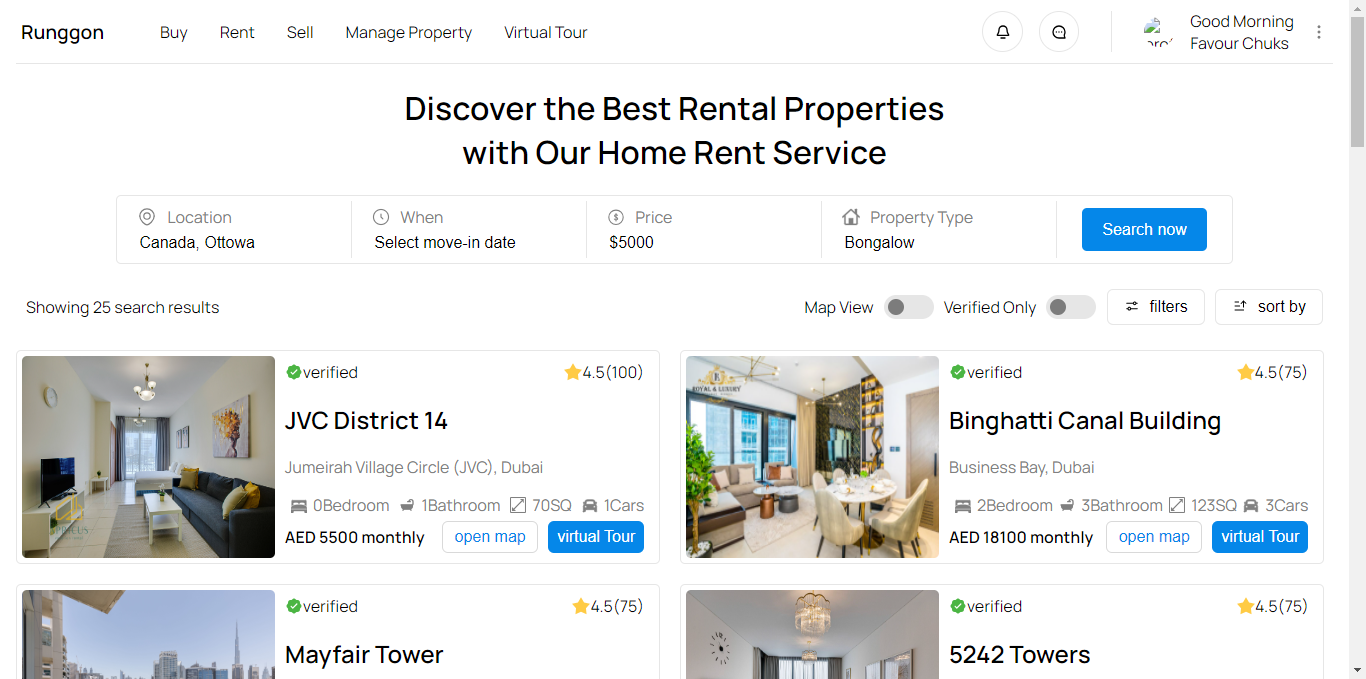 Runggon
Buy
Rent
Sell
Manage Property
Virtual Tour
Good Morning
Favour Chuks
Discover the Best Rental Properties
with Our Home Rent Service
Location
Canada, Ottowa
When
Select move-in date
Price
$5000
Property Type
Bongalow
Search now
Showing 25 search results
Map View
Verified Only
filters
sort by
verified
4.5(100)
JVC District 14
Jumeirah Village Circle (JVC), Dubai
0Bedroom 1Bathroom 70SQ 1Cars
AED 5500 monthly
open map
virtual Tour
ROYAL & LUXURY
verified
4.5(75)
Binghatti Canal Building
Business Bay, Dubai
2Bedroom 3Bathroom 123SQ 3Cars
AED 18100 monthly
open map
virtual Tour
verified
4.5(75)
Mayfair Tower
verified
4.5(75)
5242 Towers